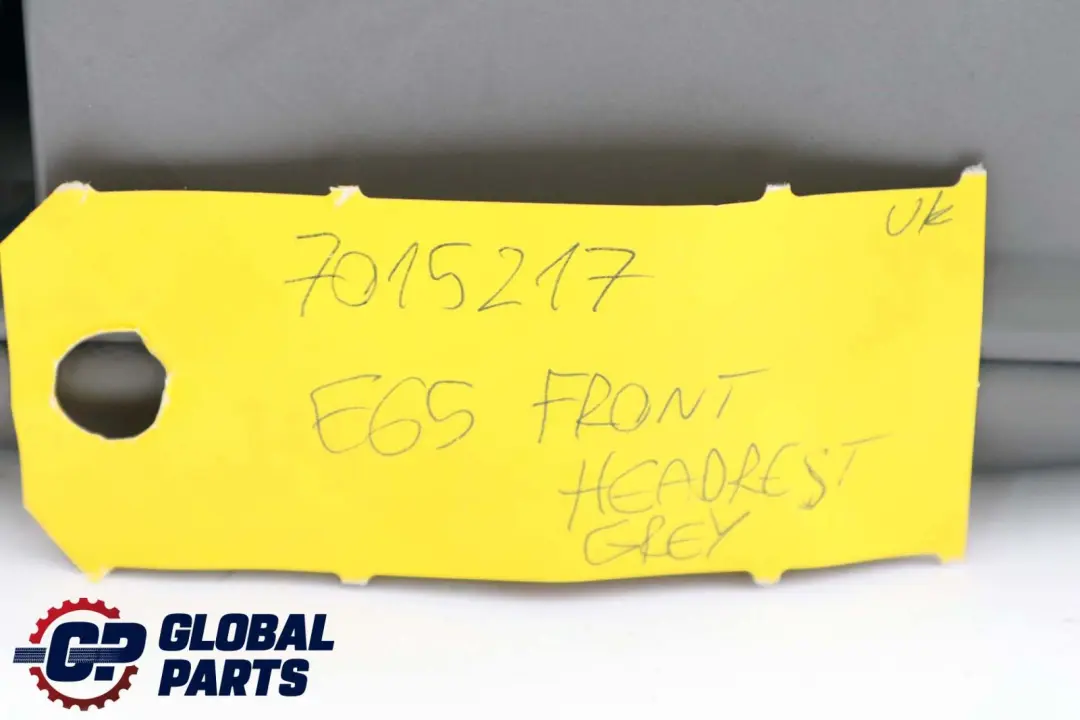 UK
7015217
E65 FRONT
HEADREST
GREY
GLOBAL
PARTS